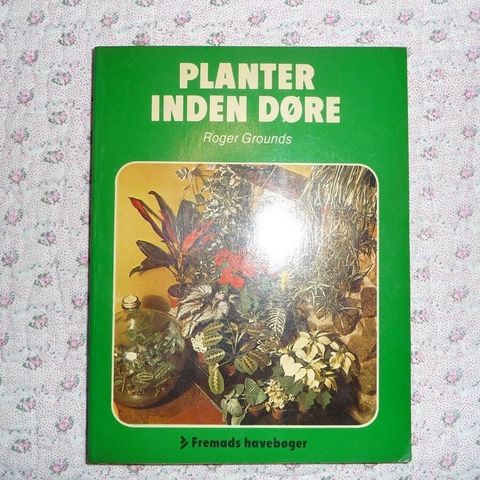 PLANTER
INDEN DØRE
Roger Grounds
Fremads havebøger